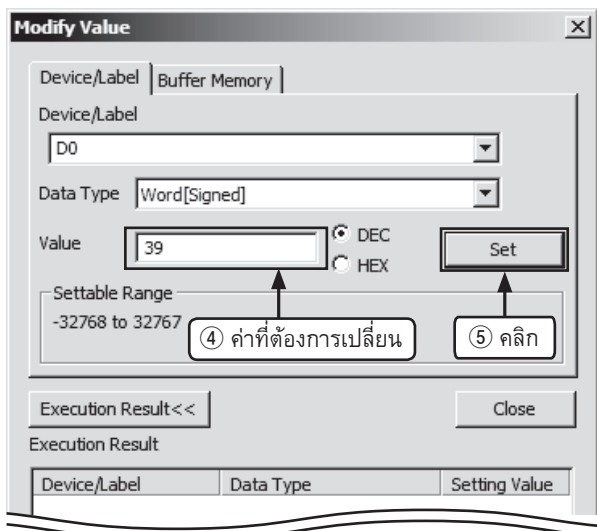 Modify Value
Device/Label Buffer Memory
Device/Label
D0
Data Type Word[Signed]
Value 39 DEC Set
HEX
Settable Range
-32768 to 32767
④ ค่าที่ต้องการเปลี่ยน ⑤ คลิก
Execution Result<< Close
Execution Result
Device/Label Data Type Setting Value